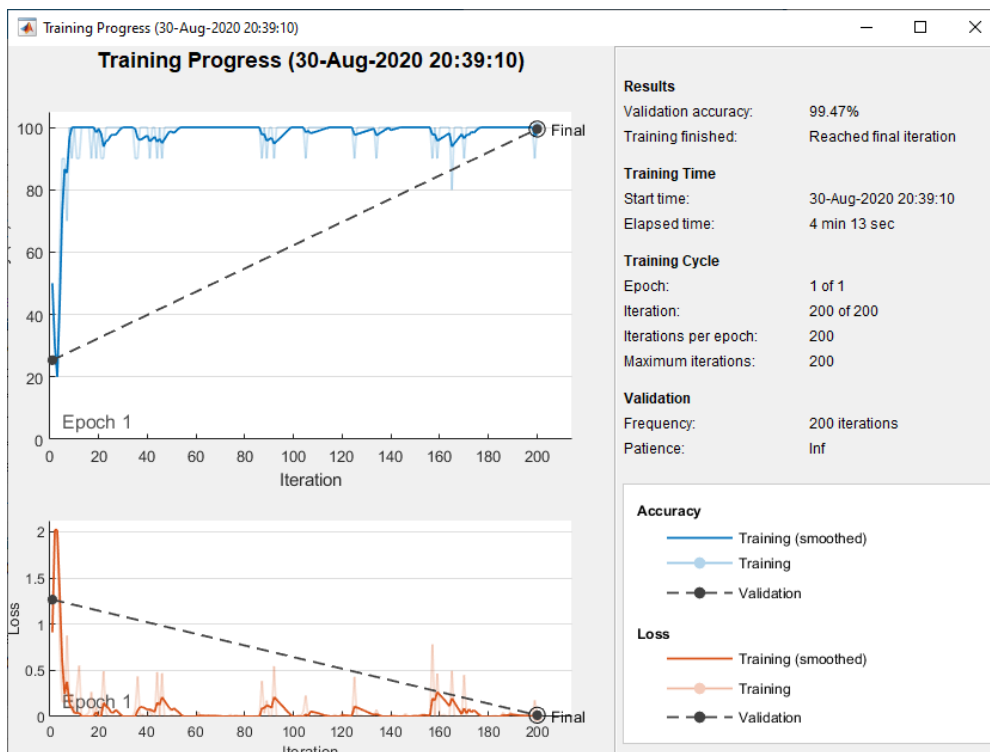 Training Progress (30-Aug-2020 20:39:10)
Training Progress (30-Aug-2020 20:39:10)
100
80
60
40
20
0
Final
Epoch 1
0 20 40 60 80 100 120 140 160 180 200
Iteration
2
1.5
1
0.5
0
Loss
Epoch 1
Final
0 20 40 60 80 100 120 140 160 180 200
Iteration
Results
Validation accuracy: 99.47%
Training finished: Reached final iteration
Training Time
Start time: 30-Aug-2020 20:39:10
Elapsed time: 4 min 13 sec
Training Cycle
Epoch: 1 of 1
Iteration: 200 of 200
Iterations per epoch: 200
Maximum iterations: 200
Validation
Frequency: 200 iterations
Patience: Inf
Accuracy
Training (smoothed)
Training
Validation
Loss
Training (smoothed)
Training
Validation